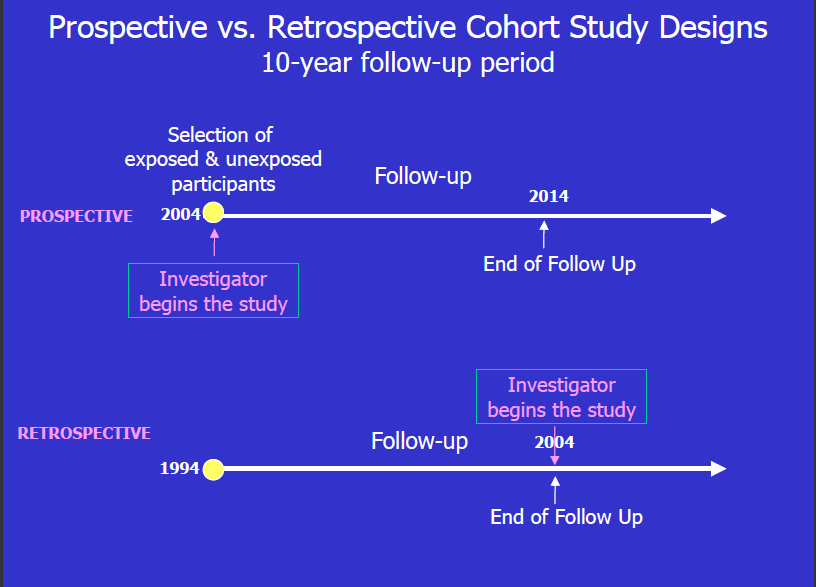 Prospective vs. Retrospective Cohort Study Designs
10-year follow-up period
Selection of
exposed & unexposed
participants
Follow-up
2014
PROSPECTIVE
2004
End of Follow Up
Investigator
begins the study
Investigator
begins the study
RETROSPECTIVE
Follow-up
2004
1994
End of Follow Up